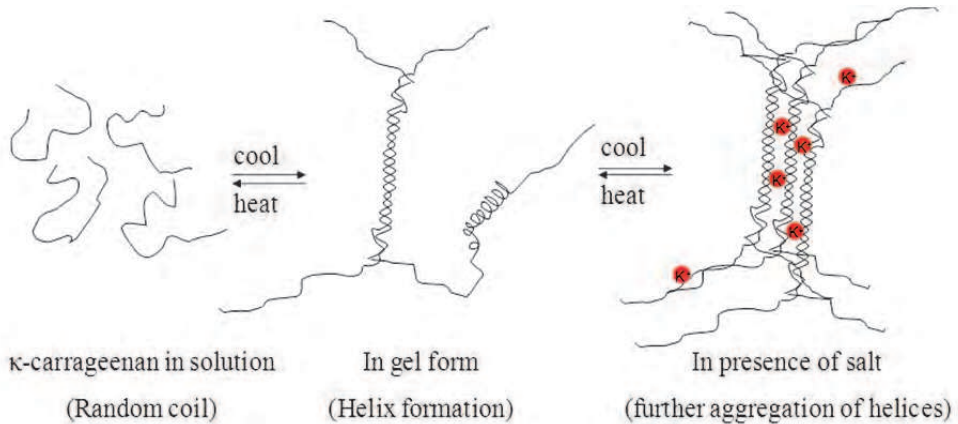 cool
heat
cool
heat
K+
K+
K+
K+
K+
K+
κ-carrageenan in solution
(Random coil)
In gel form
(Helix formation)
In presence of salt
(further aggregation of helices)